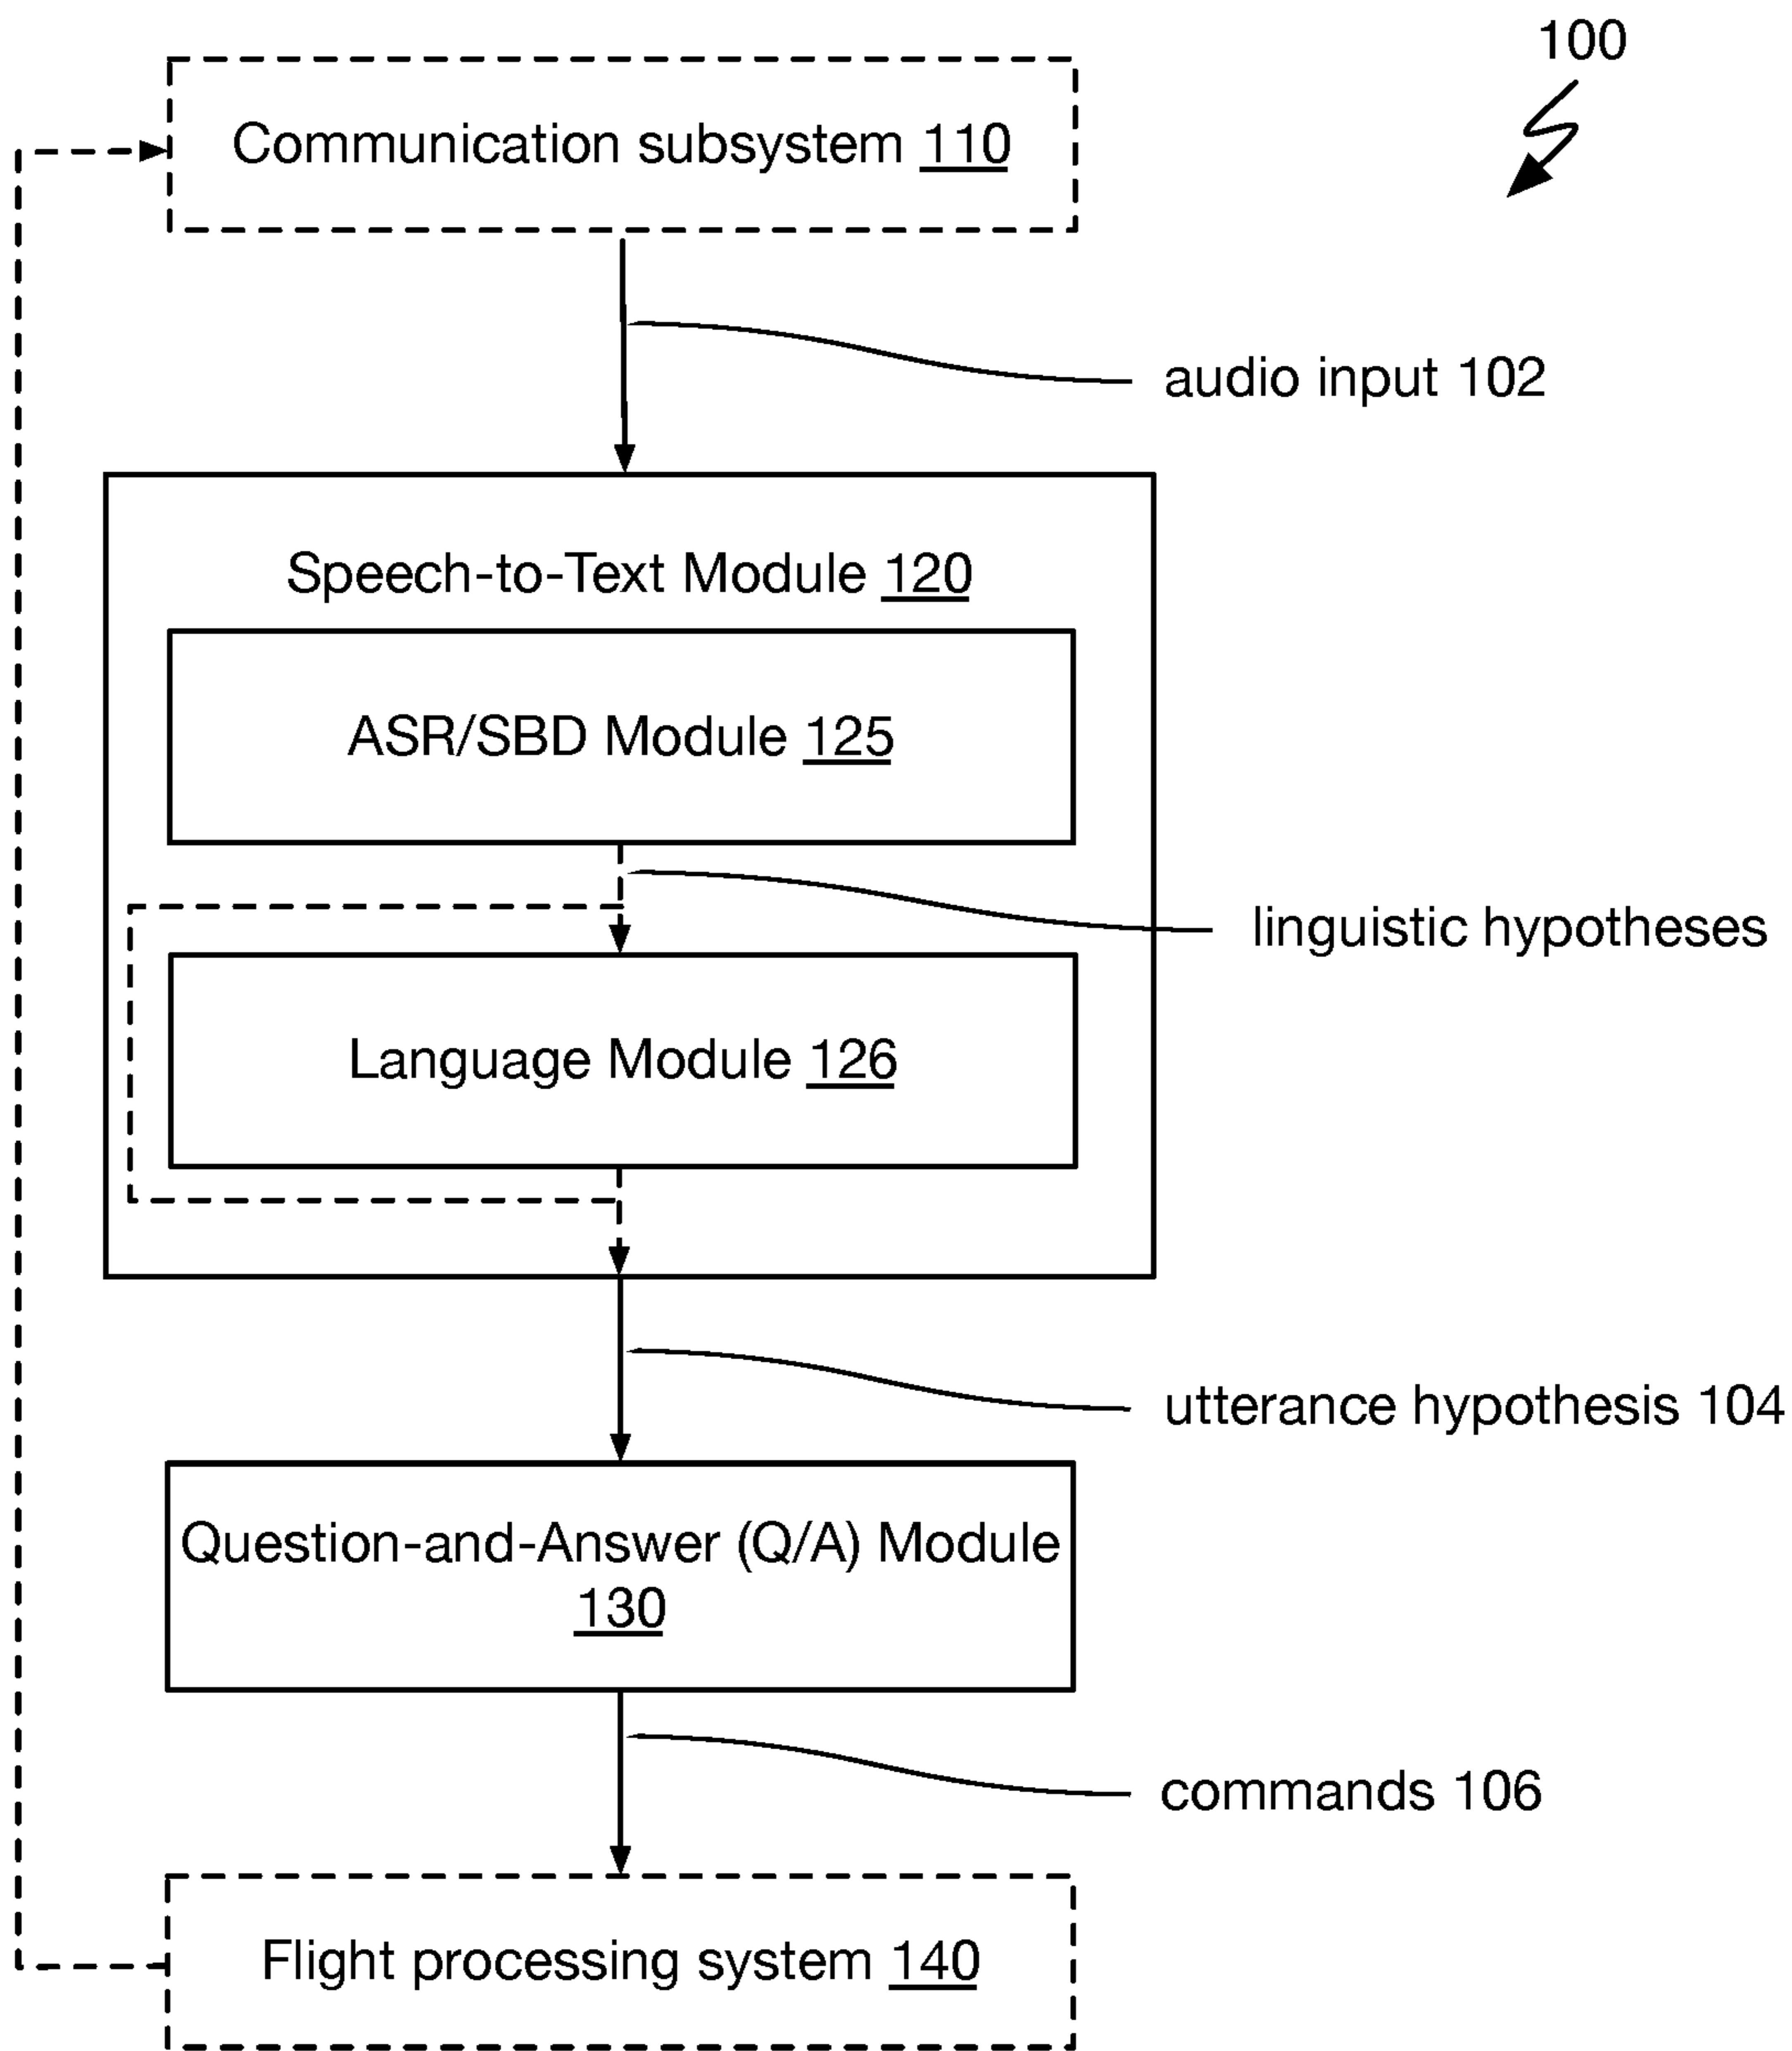 100
Communication subsystem 110
audio input 102
Speech-to-Text Module 120
ASR/SBD Module 125
linguistic hypotheses
Language Module 126
utterance hypothesis 104
Question-and-Answer (Q/A) Module
130
commands 106
Flight processing system 140